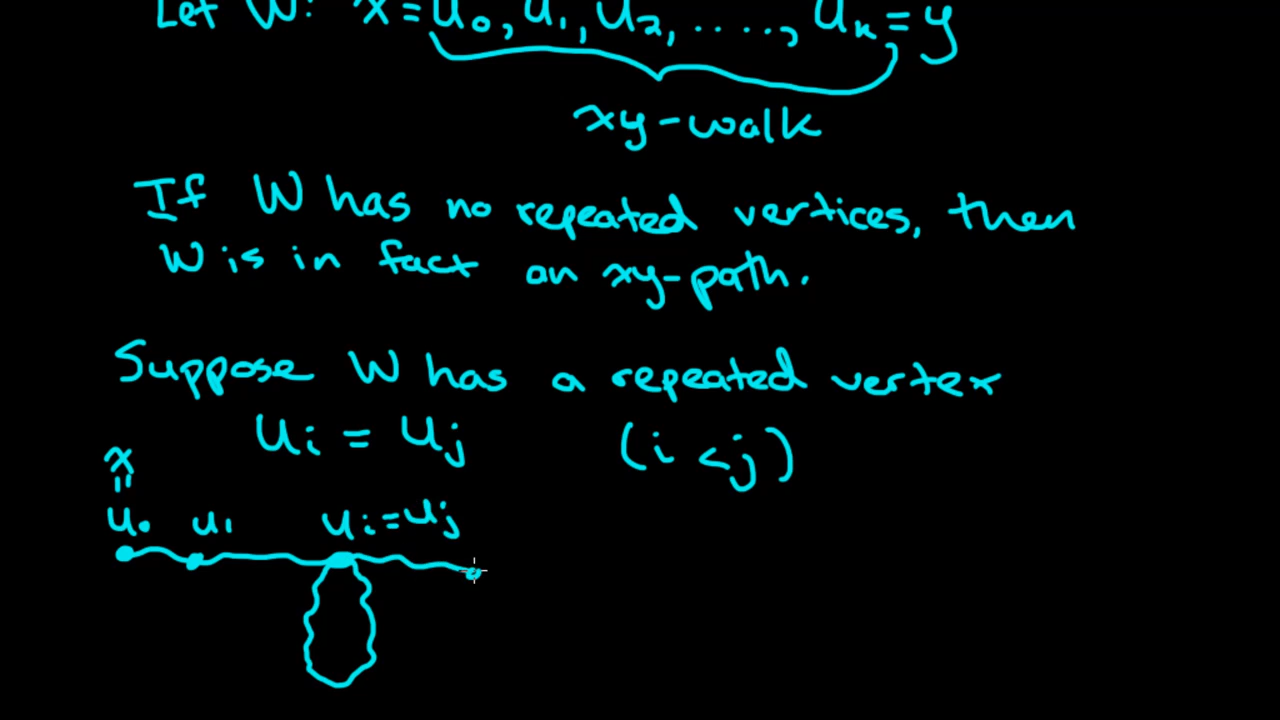 Let W: x = u₀, u₁, u₂, ...., uₖ = y
xy-walk
If W has no repeated vertices, then
W is in fact an xy-path.
Suppose W has a repeated vertex
uᵢ = uⱼ (i < j)
x
=
u₀ u₁ uᵢ = uⱼ